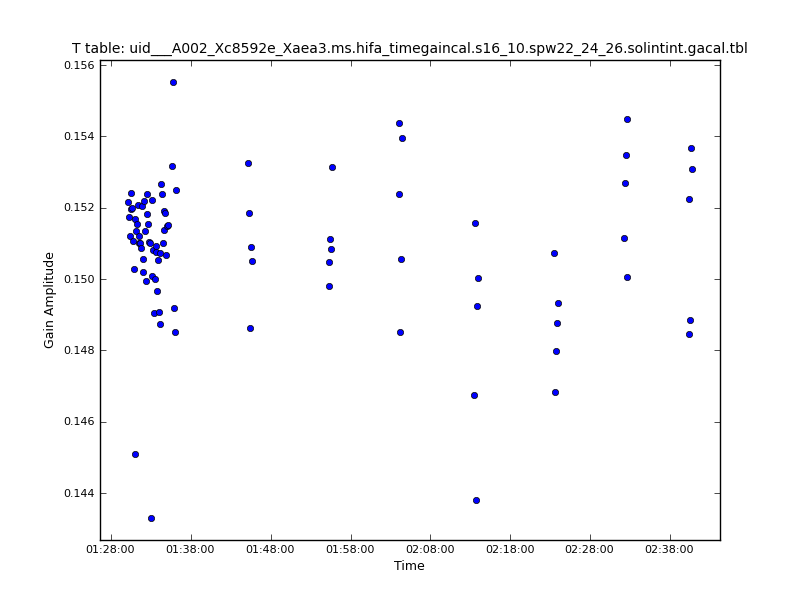 T table: uid___A002_Xc8592e_Xaea3.ms.hifa_timegaincal.s16_10.spw22_24_26.solintint.gacal.tbl
0.156
0.154
0.152
0.150
0.148
0.146
0.144
Gain Amplitude
01:28:00 01:38:00 01:48:00 01:58:00 02:08:00 02:18:00 02:28:00 02:38:00
Time